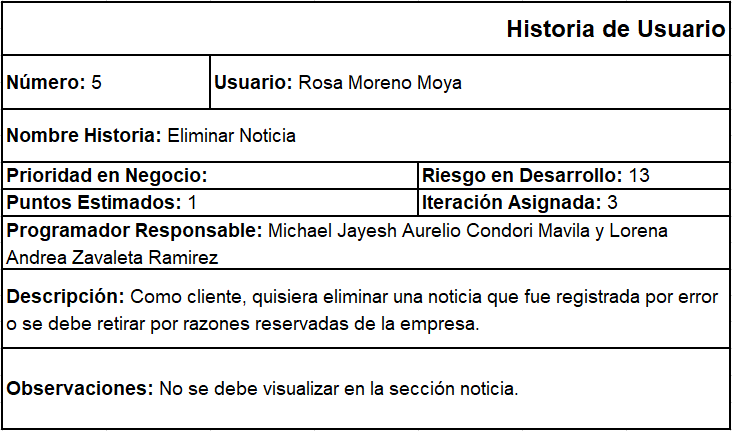 Historia de Usuario
Número: 5
Usuario: Rosa Moreno Moya
Nombre Historia: Eliminar Noticia
Prioridad en Negocio:
Riesgo en Desarrollo: 13
Puntos Estimados: 1
Iteración Asignada: 3
Programador Responsable: Michael Jayesh Aurelio Condori Mavila y Lorena
Andrea Zavaleta Ramirez
Descripción: Como cliente, quisiera eliminar una noticia que fue registrada por error
o se debe retirar por razones reservadas de la empresa.
Observaciones: No se debe visualizar en la sección noticia.